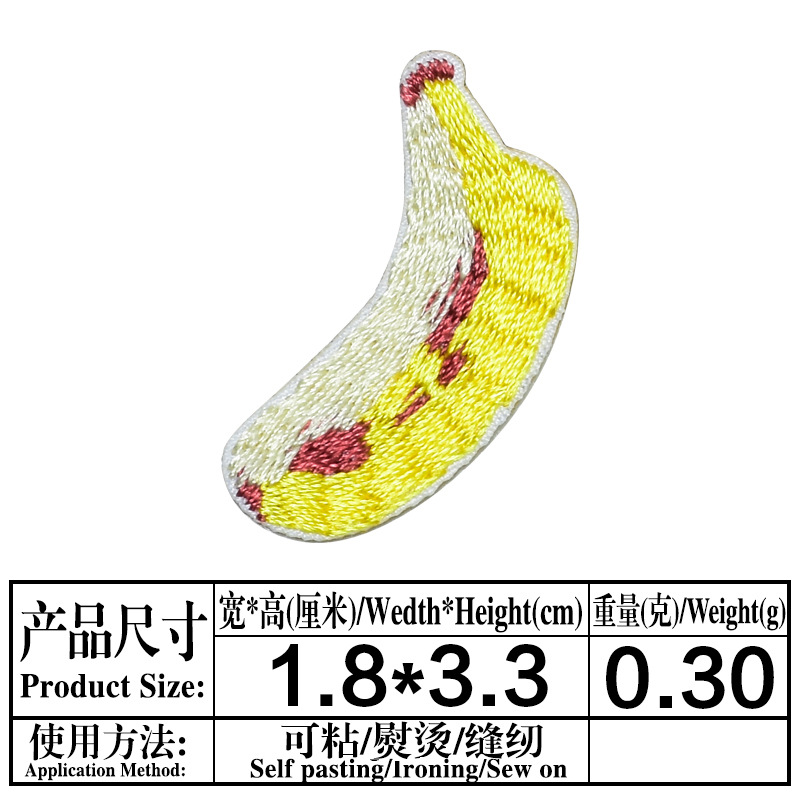 产品尺寸
Product Size:
宽*高(厘米)/Wedth*Height(cm)
重量(克)/Weight(g)
1.8*3.3
0.30
使用方法:
Application Method:
可粘/熨烫/缝纫
Self pasting/Ironing/Sew on